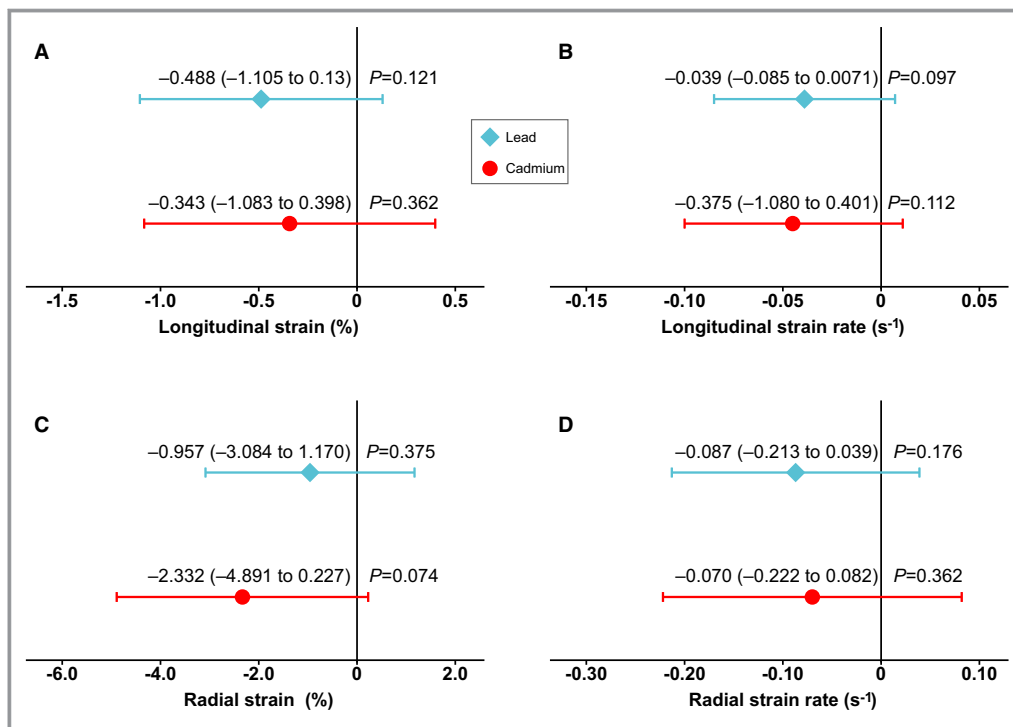 A
–0.488 (–1.105 to 0.13) P=0.121
–0.343 (–1.083 to 0.398) P=0.362
-1.5 -1.0 -0.5 0 0.5
Longitudinal strain (%)
B
–0.039 (–0.085 to 0.0071) P=0.097
–0.375 (–1.080 to 0.401) P=0.112
-0.15 -0.10 -0.05 0 0.05
Longitudinal strain rate (s-1)
Lead
Cadmium
C
–0.957 (–3.084 to 1.170) P=0.375
–2.332 (–4.891 to 0.227) P=0.074
-6.0 -2.0 0 2.0
Radial strain (%)
D
–0.087 (–0.213 to 0.039) P=0.176
–0.070 (–0.222 to 0.082) P=0.362
-0.30 -0.20 -0.10 0 0.10
Radial strain rate (s-1)